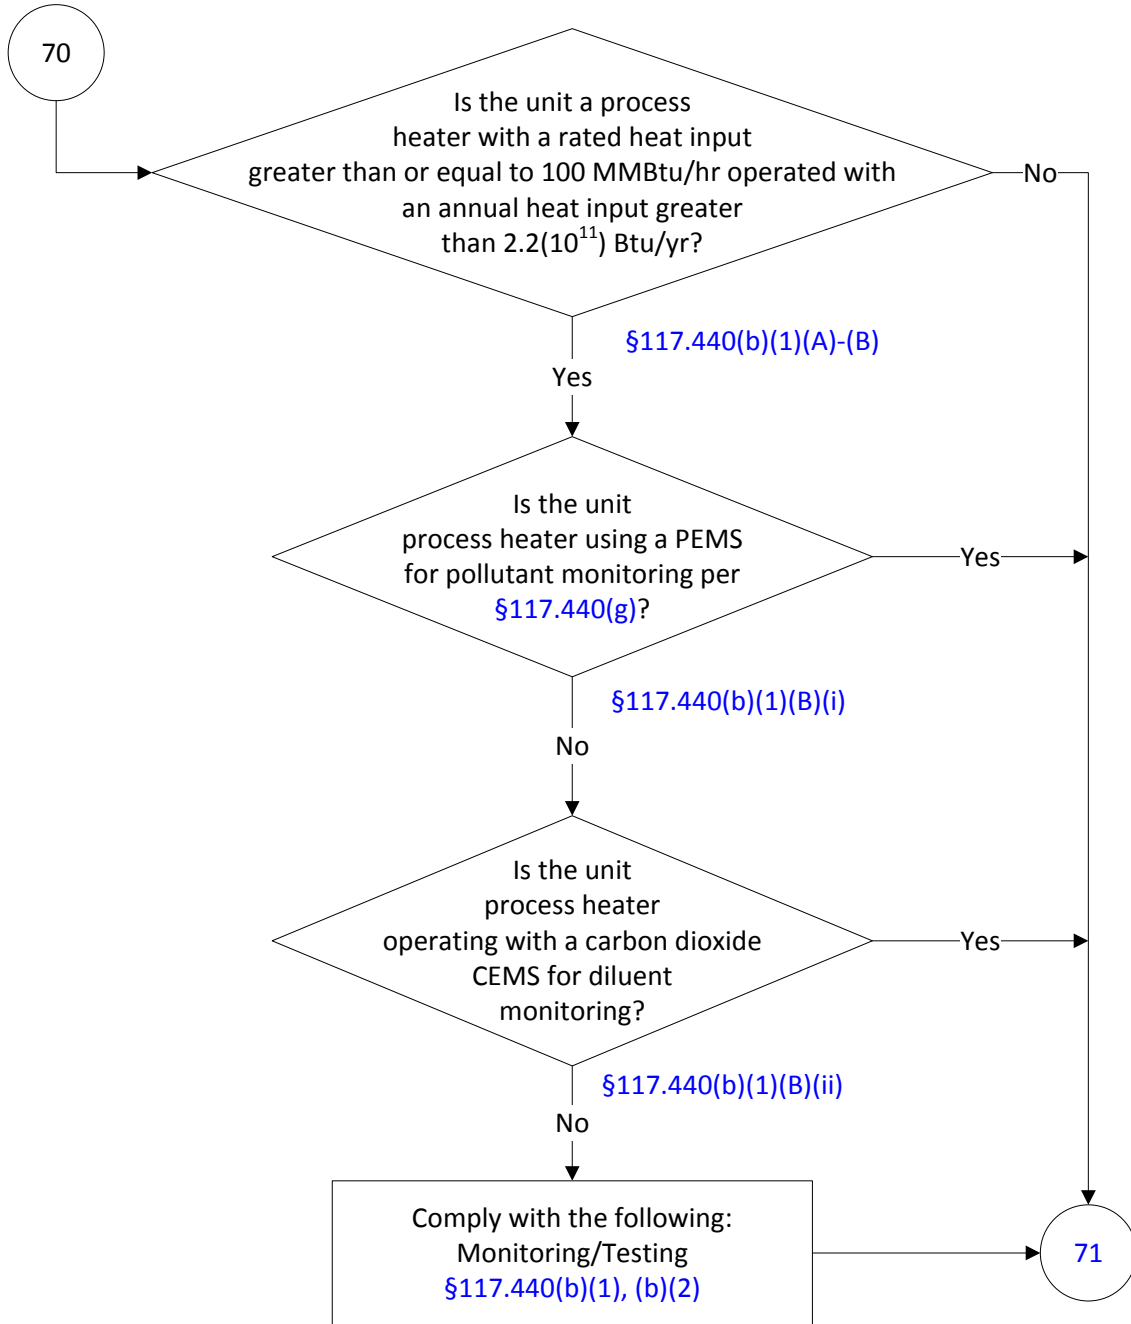 70
Is the unit a process
heater with a rated heat input
greater than or equal to 100 MMBtu/hr operated with
an annual heat input greater
than 2.2(10¹¹) Btu/yr?
No
§117.440(b)(1)(A)-(B)
Yes
Is the unit
process heater using a PEMS
for pollutant monitoring per
§117.440(g)?
Yes
§117.440(b)(1)(B)(i)
No
Is the unit
process heater
operating with a carbon dioxide
CEMS for diluent
monitoring?
Yes
§117.440(b)(1)(B)(ii)
No
Comply with the following:
Monitoring/Testing
§117.440(b)(1), (b)(2)
71